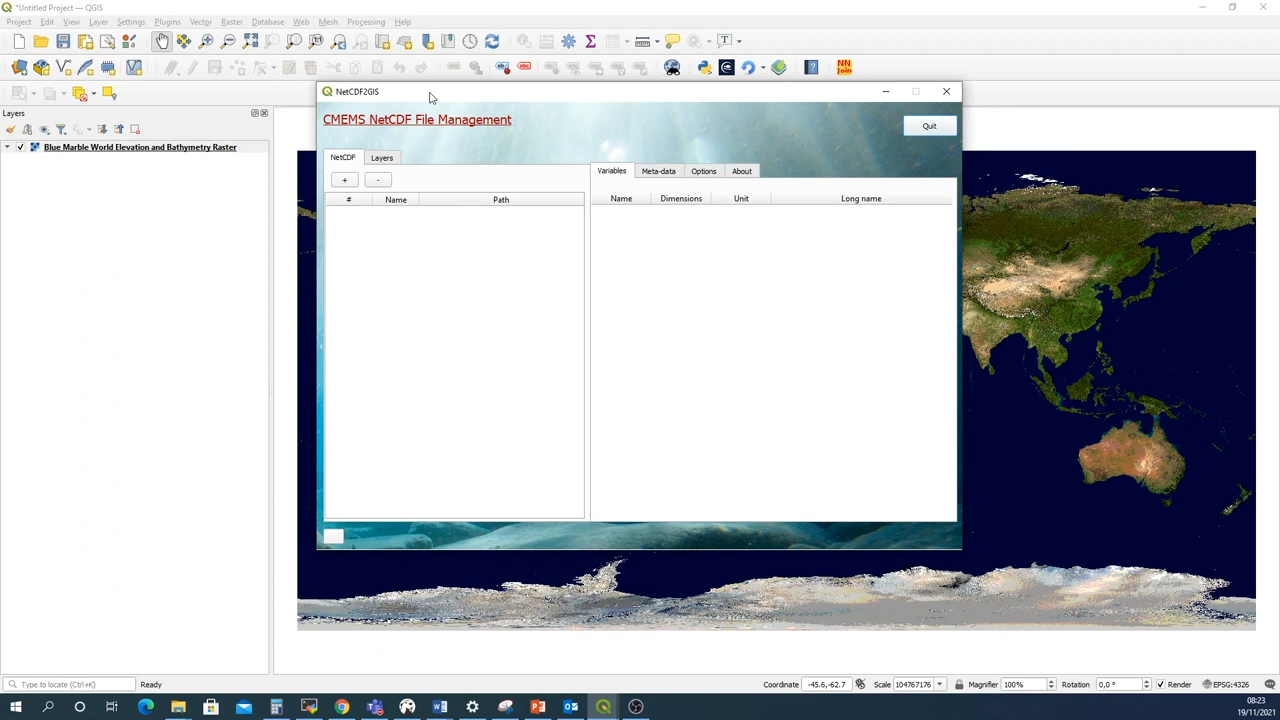 *Untitled Project — QGIS
Project Edit View Layer Settings Plugins Vector Raster Database Web Mesh Processing Help
NN
join
Layers
Blue Marble World Elevation and Bathymetry Raster
NetCDF2GIS
CMEMS NetCDF File Management
Quit
NetCDF Layers
+ -
# Name Path
Variables Meta-data Options About
Name Dimensions Unit Long name
...
Type to locate (Ctrl+K) Ready Coordinate -45.6,-62.7 Scale 104767176 Magnifier 100% Rotation 0,0 ° Render EPSG:4326
08:23
19/11/2021